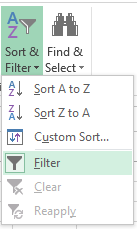 Sort & Find &
Filter Select
Sort A to Z
Sort Z to A
Custom Sort...
Filter
Clear
Reapply